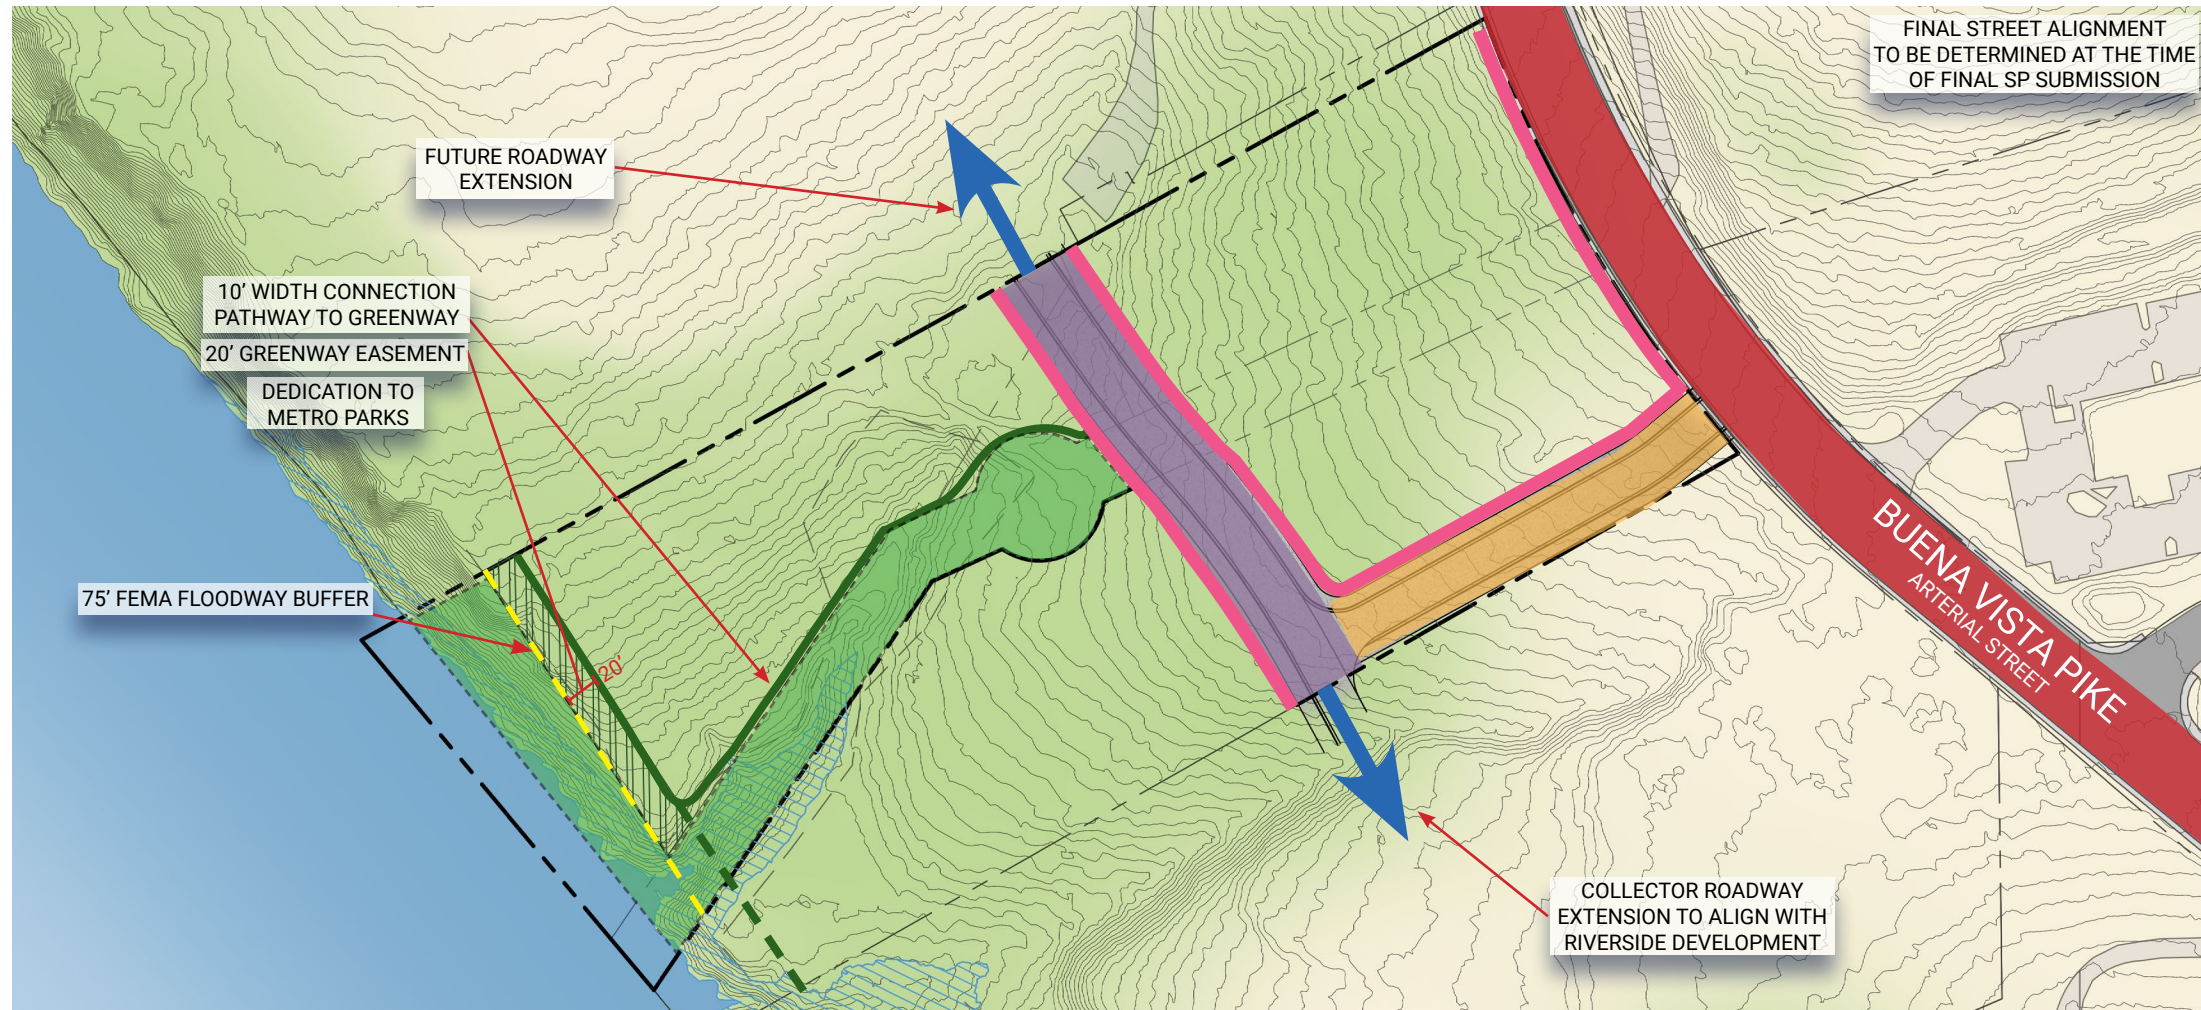 FINAL STREET ALIGNMENT
TO BE DETERMINED AT THE TIME
OF FINAL SP SUBMISSION
FUTURE ROADWAY
EXTENSION
10’ WIDTH CONNECTION
PATHWAY TO GREENWAY
20’ GREENWAY EASEMENT
DEDICATION TO
METRO PARKS
75’ FEMA FLOODWAY BUFFER
20’
BUENA VISTA PIKE
ARTERIAL STREET
COLLECTOR ROADWAY
EXTENSION TO ALIGN WITH
RIVERSIDE DEVELOPMENT